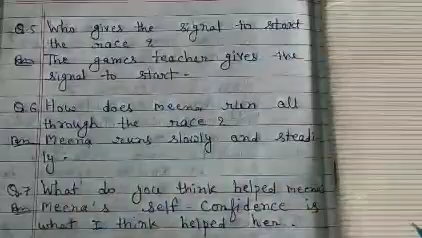 Q.5 Who gives the signal to start
the race ?
Ans The games teacher gives the
signal to start.
Q.6 How does meena run all
through the race ?
Ans Meena runs slowly and steadi
ly.
Q.7 What do you think helped meena
Ans Meena's self-Confidence is
what I think helped her.